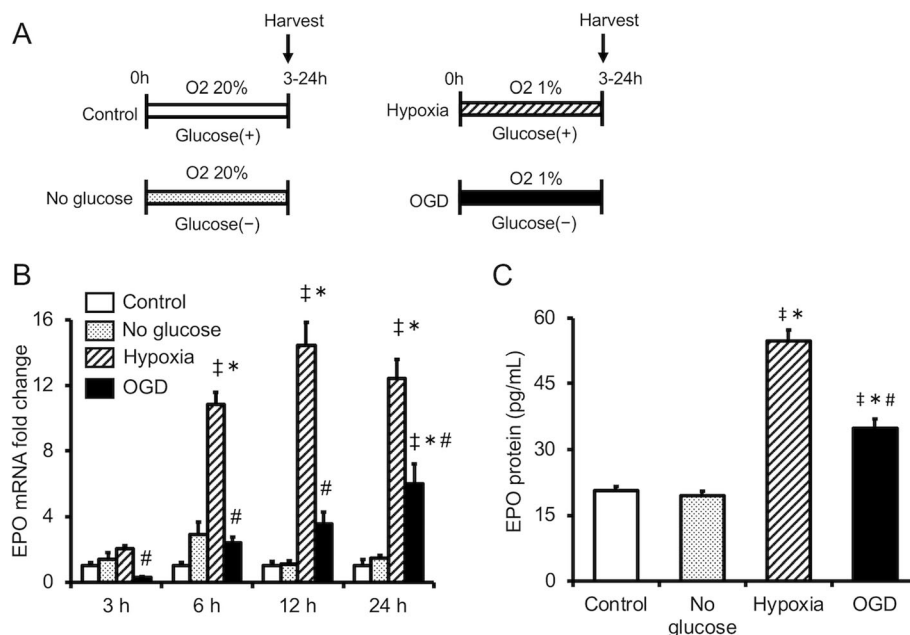 A
Harvest
0h
O2 20%
3-24h
Control
Glucose(+)
O2 20%
No glucose
Glucose(−)
Harvest
0h
O2 1%
3-24h
Hypoxia
Glucose(+)
O2 1%
OGD
Glucose(−)
B
Control
No glucose
Hypoxia
OGD
EPO mRNA fold change
16
12
8
4
0
#
‡ *
#
‡ *
#
‡ *
‡ * #
3 h
6 h
12 h
24 h
C
EPO protein (pg/mL)
60
45
30
15
0
‡ *
‡ * #
Control
No
glucose
Hypoxia
OGD